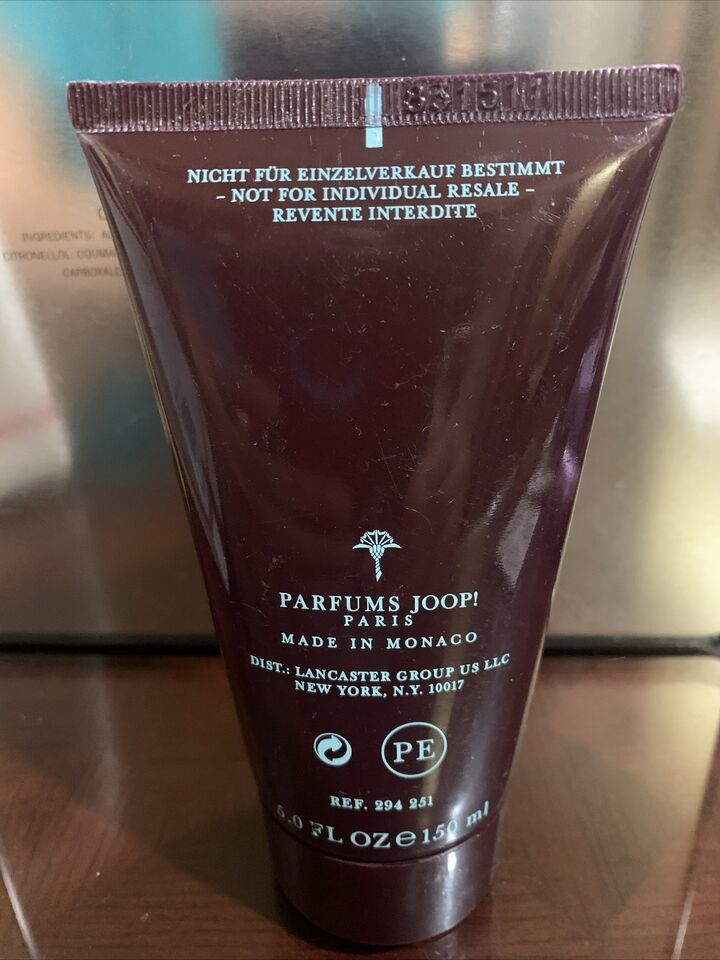 NICHT FÜR EINZELVERKAUF BESTIMMT
– NOT FOR INDIVIDUAL RESALE –
REVENTE INTERDITE
PARFUMS JOOP!
PARIS
MADE IN MONACO
DIST.: LANCASTER GROUP US LLC
NEW YORK, N.Y. 10017
PE
REF. 294 251
5.0 FL OZ e 150 ml
INGREDIENTS:
CITRONELLOL,